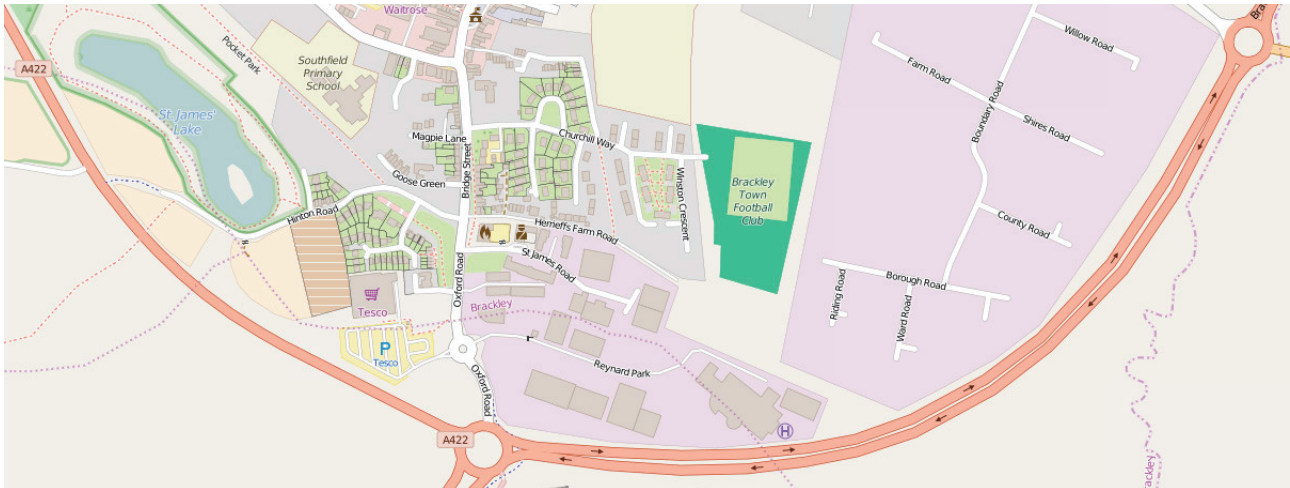 Waitrose
Bra
A422
Pocket Park
Southfield
Primary
School
Willow Road
Farm Road
Boundary Road
Shires Road
St James'
Lake
Magpie Lane
Bridge Street
Churchill Way
Goose Green
Winston Crescent
Brackley
Town
Football
Club
Hinton Road
Hemeffs Farm Road
County Road
St James Road
Oxford Road
Borough Road
Riding Road
Ward Road
Tesco
Brackley
P
Tesco
Reynard Park
Oxford Road
H
A422
Brackley